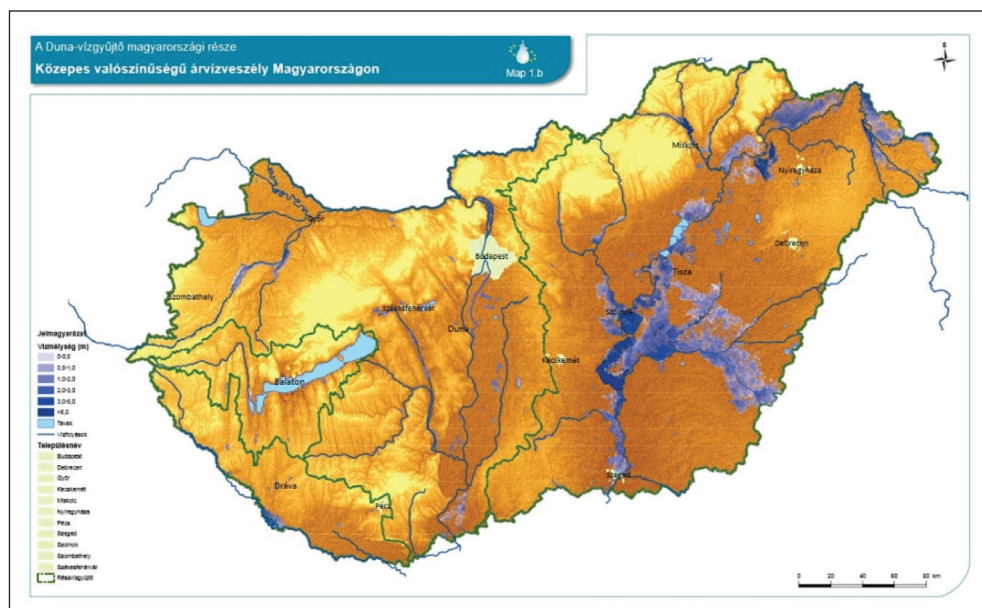 A Duna-vízgyűjtő magyarországi része
Közepes valószínűségű árvízveszély Magyarországon
Map 1.b
Miskolc
Nyíregyháza
Győr
Budapest
Debrecen
Tisza
Szombathely
Székesfehérvár
Szolnok
Duna
Kecskemét
Balaton
Dráva
Pécs
Szeged
Jelmagyarázat
Vízmélység (m)
0-0,5
0,5-1,0
1,0-2,0
2,0-3,0
3,0-5,0
>5,0
Tavak
Vízfolyások
Településnév
Budapest
Debrecen
Győr
Kecskemét
Miskolc
Nyíregyháza
Pécs
Szeged
Szolnok
Szombathely
Székesfehérvár
Részvízgyűjtő
0 20 40 60 80 km